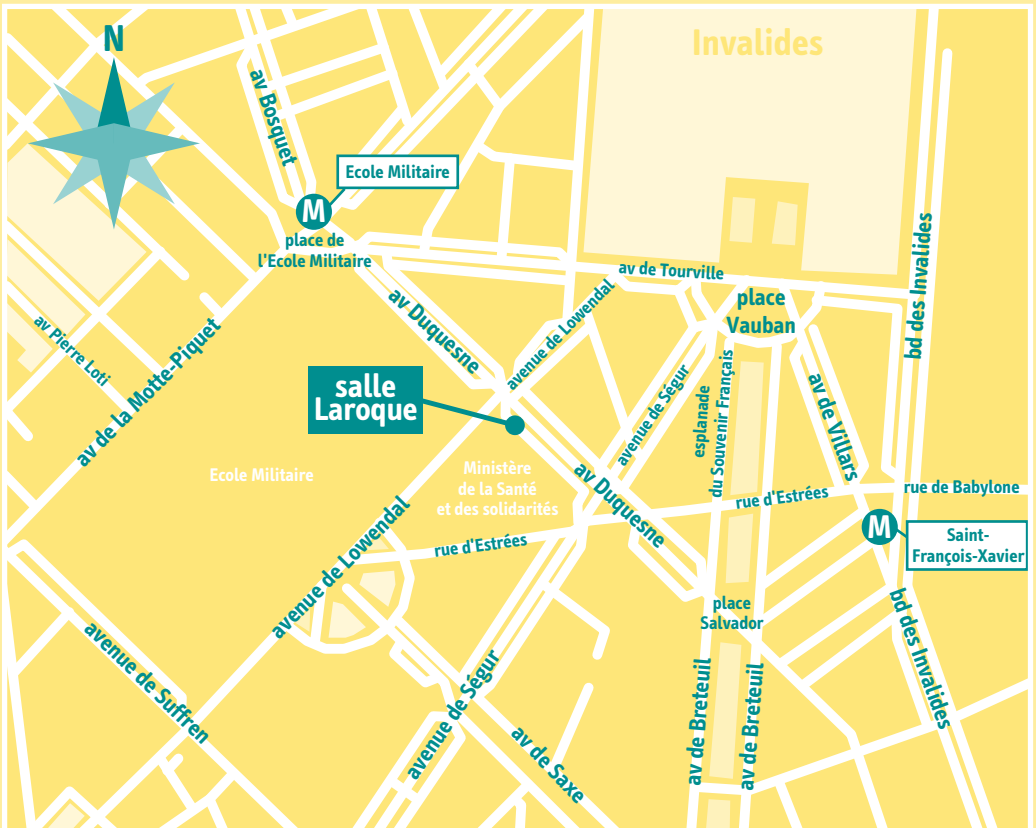 N
Invalides
av Bosquet
Ecole Militaire
M
place de
l'Ecole Militaire
av de Tourville
place
Vauban
bd des Invalides
av Duquesne
avenue de Lowendal
av Pierre Loti
av de la Motte-Piquet
salle
Laroque
avenue de Ségur
esplanade
du Souvenir Français
av de Villars
Ecole Militaire
Ministère
de la Santé
et des solidarités
av Duquesne
rue d'Estrées
rue de Babylone
M
Saint-
François-Xavier
avenue de Lowendal
rue d'Estrées
place
Salvador
bd des Invalides
avenue de Suffren
avenue de Ségur
av de Breteuil
av de Breteuil
av de Saxe